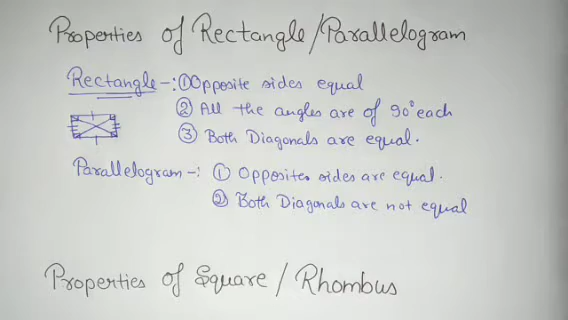 Properties of Rectangle/Parallelogram
Rectangle -: ① Opposite sides equal
② All the angles are of 90° each
③ Both Diagonals are equal.
Parallelogram -: ① Opposites sides are equal.
② Both Diagonals are not equal
Properties of Square / Rhombus